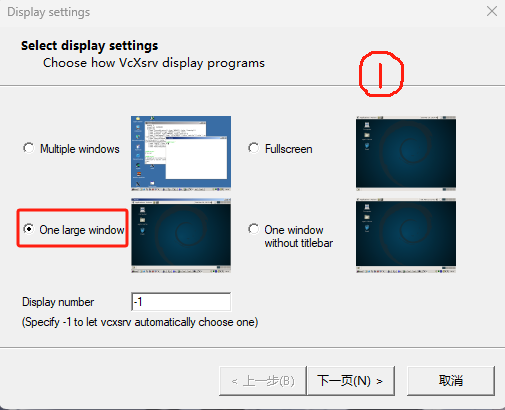 Display settings
Select display settings
Choose how VcXsrv display programs
①
Multiple windows
Fullscreen
One large window
One window
without titlebar
Display number
-1
(Specify -1 to let vcxsrv automatically choose one)
< 上一步(B)
下一页(N) >
取消